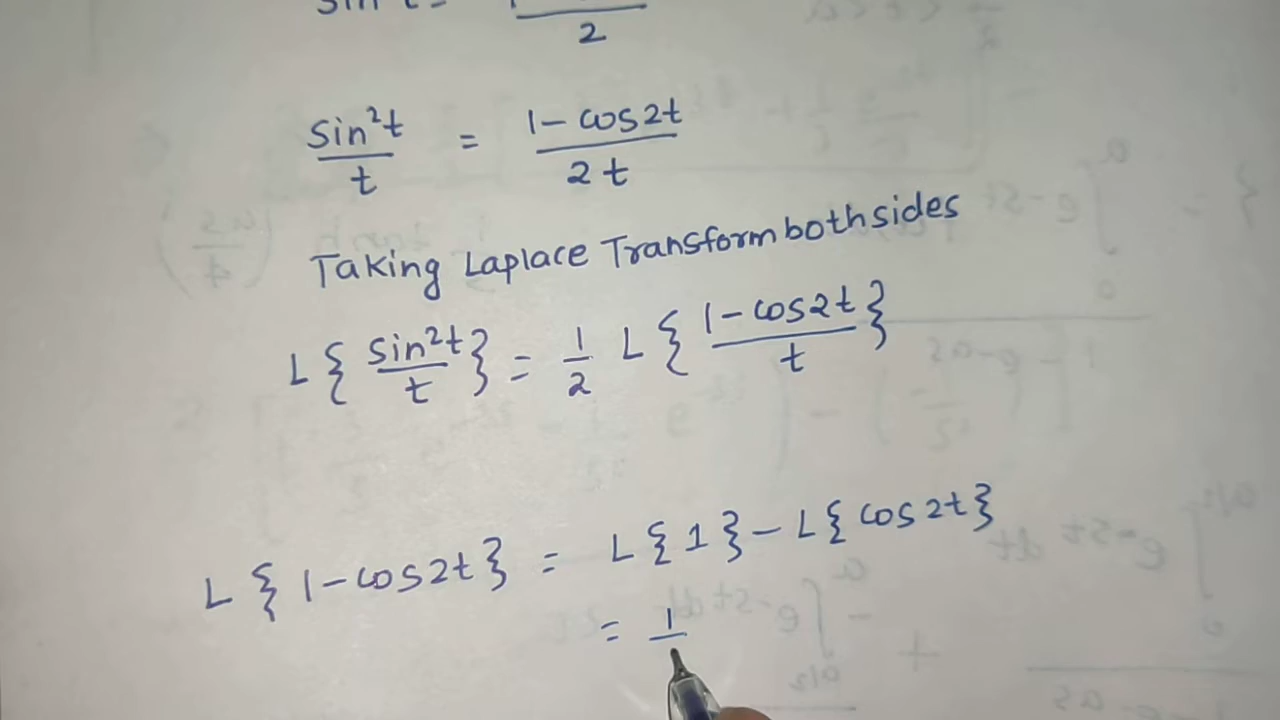 2
sin²t/t = 1-cos2t/2t
Taking Laplace Transform both sides
L{sin²t/t} = 1/2 L{1-cos2t/t}
L{1-cos2t} = L{1} - L{cos2t}
= 1